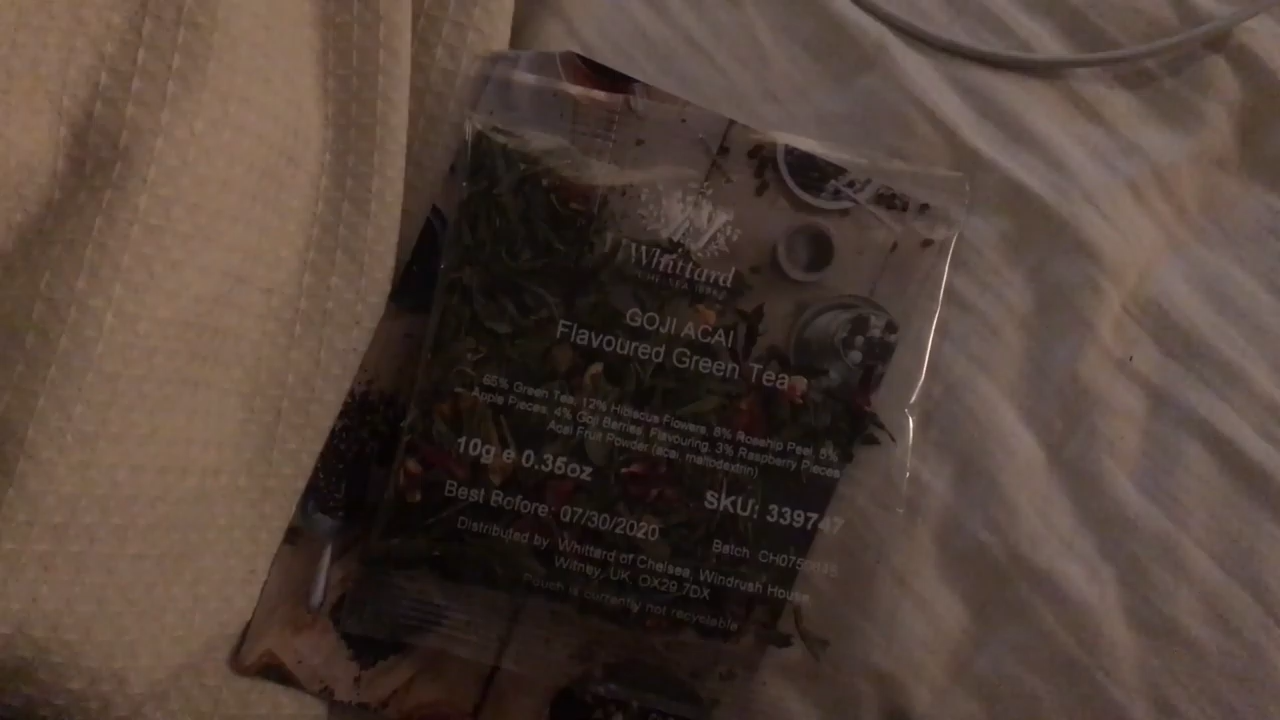 Whittard
GOJI ACAI
Flavoured Green Tea
65% Green Tea, 12% Hibiscus Flowers, 8% Rosehip Peel, 8%
Apple Pieces, 4% Goji Berries, Flavouring, 3% Raspberry Pieces
Acai Fruit Powder (acai, maltodextrin)
10g e 0.35oz
SKU: 339747
Best Before: 07/30/2020
Batch CH075
Distributed by Whittard of Chelsea, Windrush House
Witney, UK. OX29 7DX
Pouch is currently not recyclable